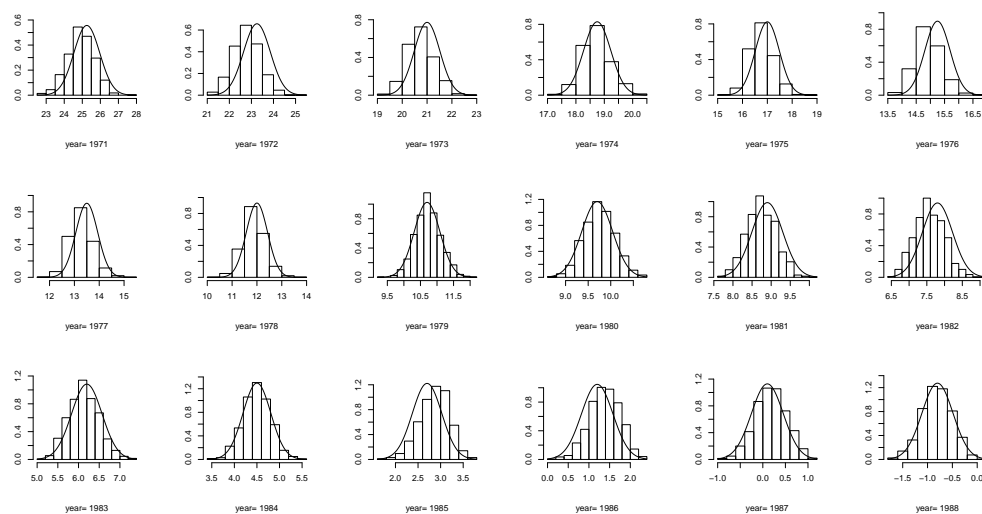 0.0 0.2 0.4 0.6
23 24 25 26 27 28
year= 1971
0.0 0.2 0.4 0.6
21 22 23 24 25
year= 1972
0.0 0.4 0.8
19 20 21 22 23
year= 1973
0.0 0.4 0.8
17.0 18.0 19.0 20.0
year= 1974
0.0 0.4 0.8
15 16 17 18 19
year= 1975
0.0 0.4 0.8
13.5 14.5 15.5 16.5
year= 1976
0.0 0.4 0.8
12 13 14 15
year= 1977
0.0 0.4 0.8
10 11 12 13 14
year= 1978
0.0 0.4 0.8
9.5 10.5 11.5
year= 1979
0.0 0.4 0.8 1.2
9.0 9.5 10.0
year= 1980
0.0 0.4 0.8
7.5 8.0 8.5 9.0 9.5
year= 1981
0.0 0.4 0.8
6.5 7.5 8.5
year= 1982
0.0 0.4 0.8 1.2
5.0 5.5 6.0 6.5 7.0
year= 1983
0.0 0.4 0.8 1.2
3.5 4.0 4.5 5.0 5.5
year= 1984
0.0 0.4 0.8 1.2
2.0 2.5 3.0 3.5
year= 1985
0.0 0.4 0.8 1.2
0.0 0.5 1.0 1.5 2.0
year= 1986
0.0 0.4 0.8
−1.0 0.0 0.5 1.0
year= 1987
0.0 0.4 0.8 1.2
−1.5 −1.0 −0.5 0.0
year= 1988